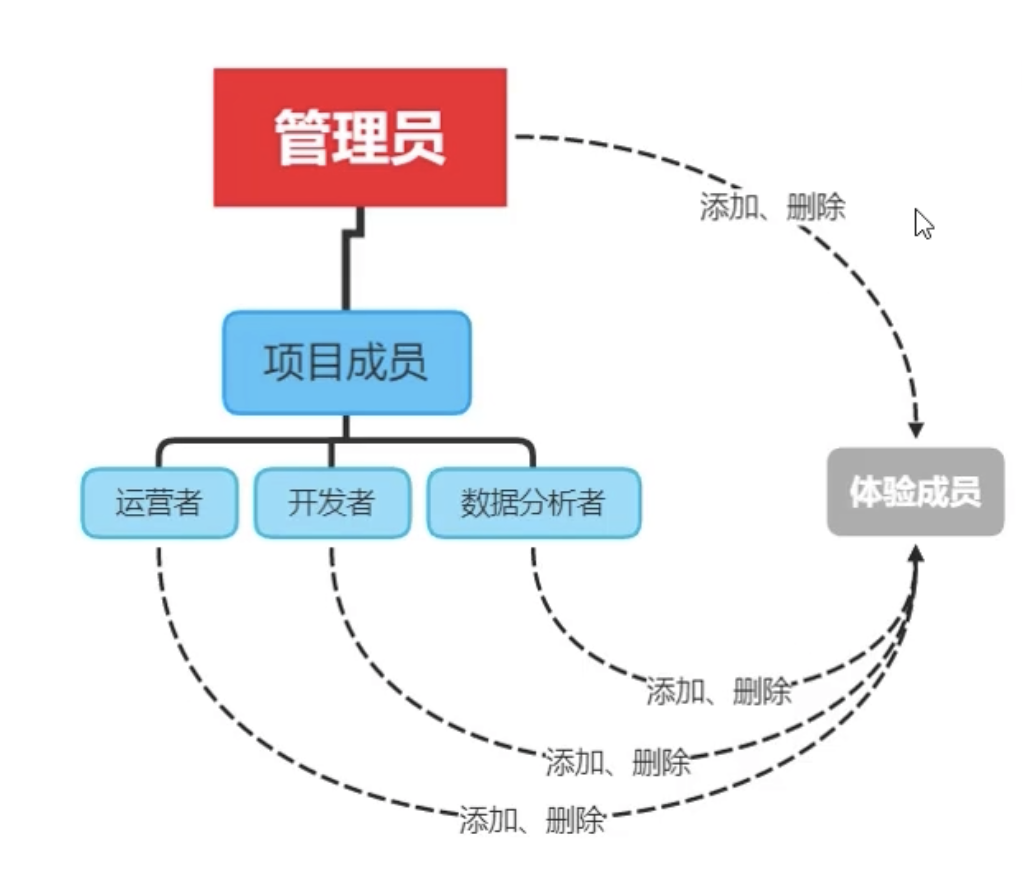 管理员
添加、删除
项目成员
运营者
开发者
数据分析者
体验成员
添加、删除
添加、删除
添加、删除